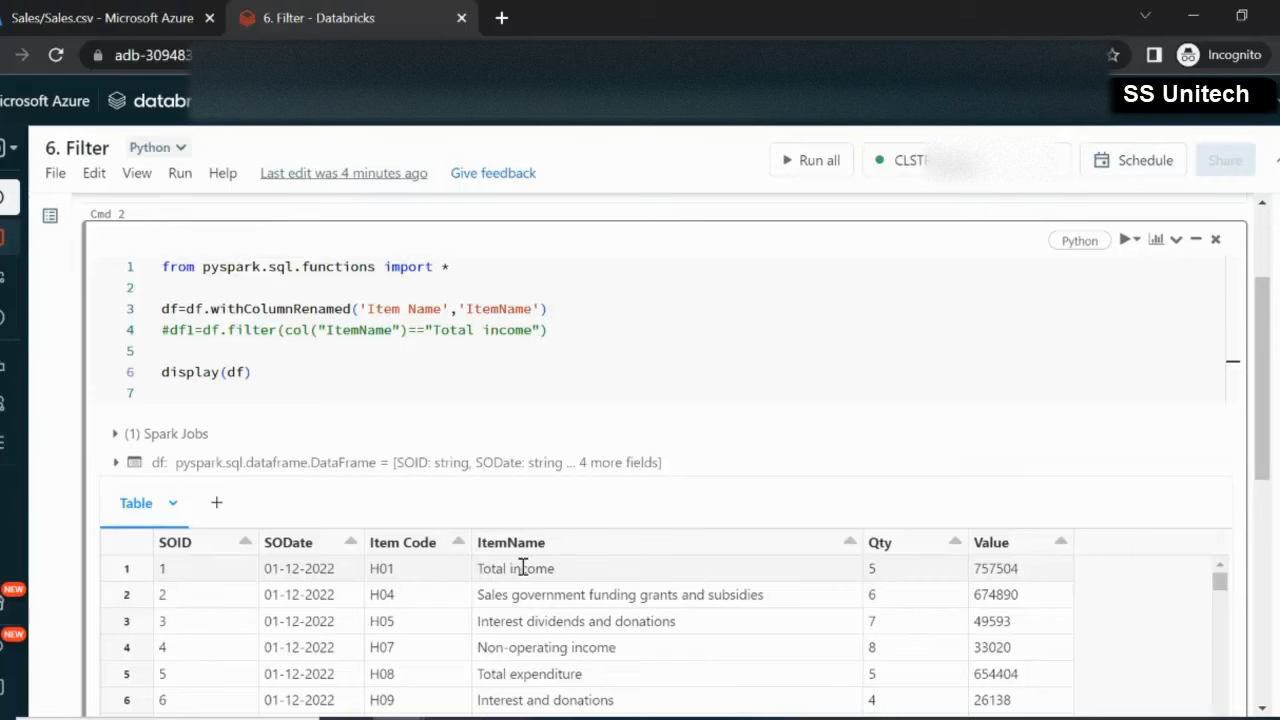 Sales/Sales.csv - Microsoft Azure
6. Filter - Databricks
adb-309483
Incognito
icrosoft Azure databr
SS Unitech
6. Filter Python
Run all CLSTR Schedule Share
File Edit View Run Help Last edit was 4 minutes ago Give feedback
Cmd 2
Python
1 from pyspark.sql.functions import *
2
3 df=df.withColumnRenamed('Item Name','ItemName')
4 #df1=df.filter(col("ItemName")=="Total income")
5
6 display(df)
7
(1) Spark Jobs
df: pyspark.sql.dataframe.DataFrame = [SOID: string, SODate: string ... 4 more fields]
Table +
SOID SODate Item Code ItemName Qty Value
1 1 01-12-2022 H01 Total income 5 757504
2 2 01-12-2022 H04 Sales government funding grants and subsidies 6 674890
3 3 01-12-2022 H05 Interest dividends and donations 7 49593
4 4 01-12-2022 H07 Non-operating income 8 33020
5 5 01-12-2022 H08 Total expenditure 5 654404
6 6 01-12-2022 H09 Interest and donations 4 26138
NEW
NEW